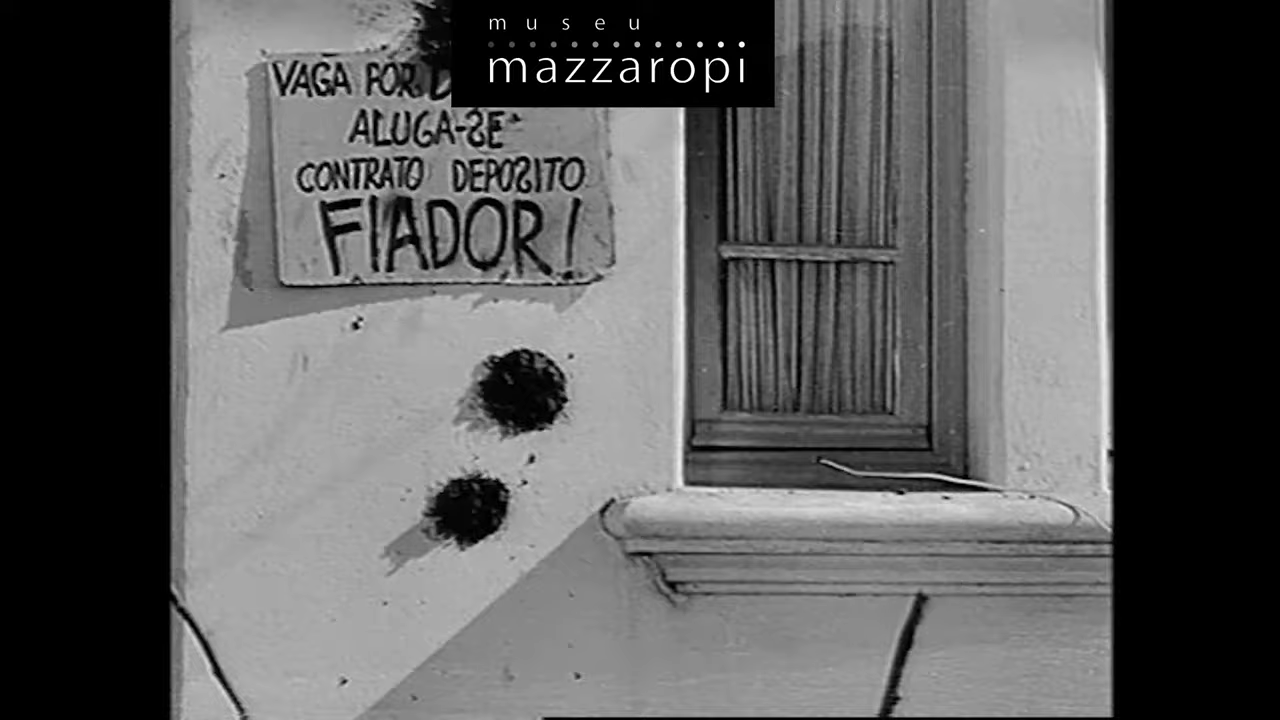 museu
mazzaropi
VAGA POR D
ALUGA-SE
CONTRATO DEPOSITO
FIADOR!